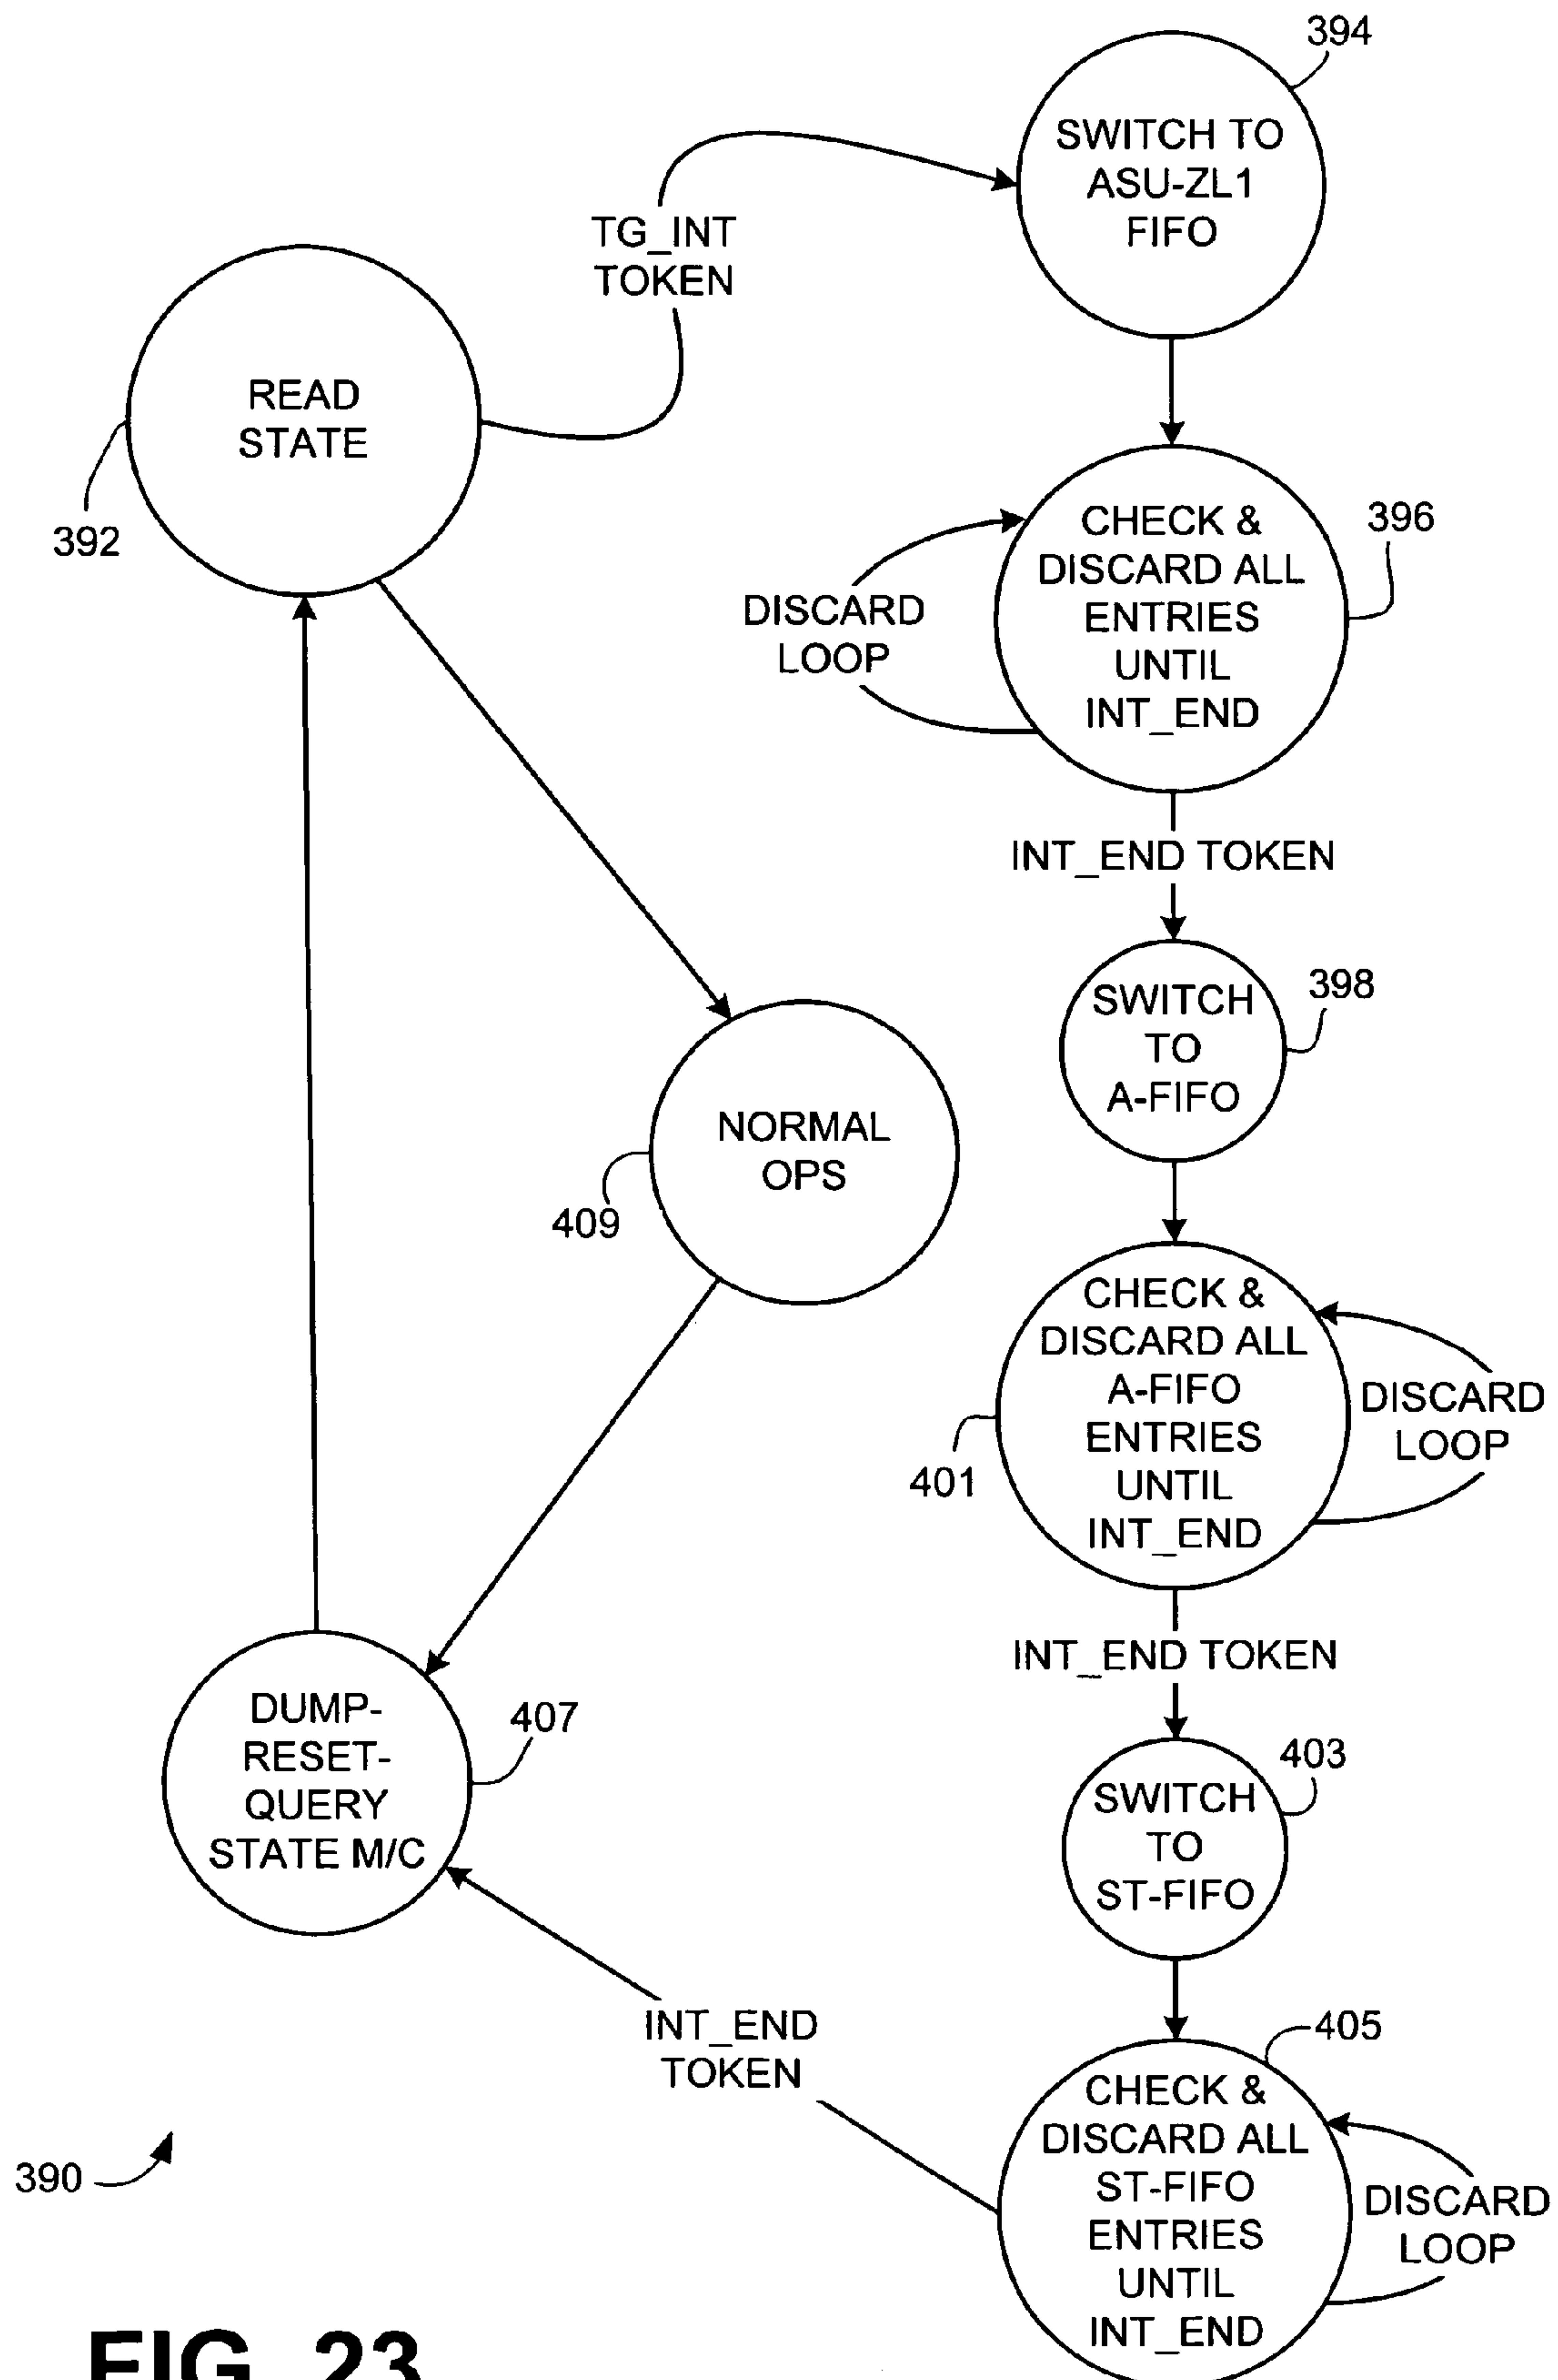 394
SWITCH TO
ASU-ZL1
FIFO
TG_INT
TOKEN
READ
STATE
392
CHECK &
DISCARD ALL
ENTRIES
UNTIL
INT_END
396
DISCARD
LOOP
INT_END TOKEN
SWITCH
TO
A-FIFO
398
NORMAL
OPS
409
CHECK &
DISCARD ALL
A-FIFO
ENTRIES
UNTIL
INT_END
DISCARD
LOOP
401
INT_END TOKEN
DUMP-
RESET-
QUERY
STATE M/C
407
SWITCH
TO
ST-FIFO
403
INT_END
TOKEN
405
CHECK &
DISCARD ALL
ST-FIFO
ENTRIES
UNTIL
INT_END
DISCARD
LOOP
390
FIG. 23